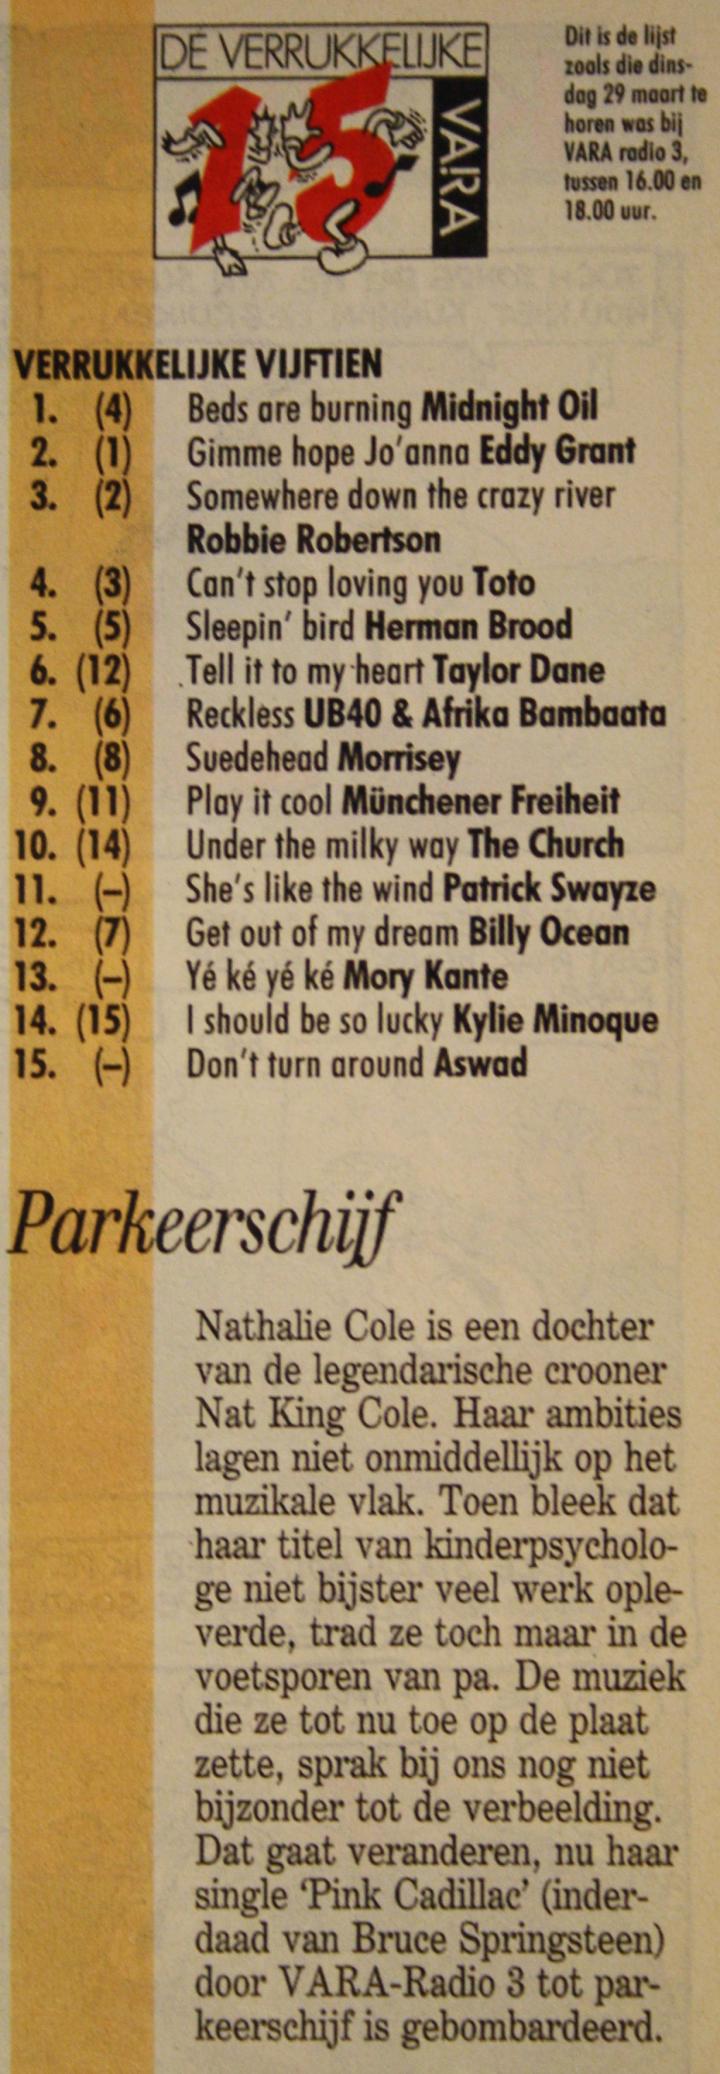 DE VERRUKKELIJKE
15
VARA
Dit is de lijst
zoals die dins-
dag 29 maart te
horen was bij
VARA radio 3,
tussen 16.00 en
18.00 uur.
VERRUKKELIJKE VIJFTIEN
1. (4) Beds are burning Midnight Oil
2. (1) Gimme hope Jo'anna Eddy Grant
3. (2) Somewhere down the crazy river
Robbie Robertson
4. (3) Can't stop loving you Toto
5. (5) Sleepin' bird Herman Brood
6. (12) Tell it to my heart Taylor Dane
7. (6) Reckless UB40 & Afrika Bambaata
8. (8) Suedehead Morrisey
9. (11) Play it cool Münchener Freiheit
10. (14) Under the milky way The Church
11. (–) She's like the wind Patrick Swayze
12. (7) Get out of my dream Billy Ocean
13. (–) Yé ké yé ké Mory Kante
14. (15) I should be so lucky Kylie Minoque
15. (–) Don't turn around Aswad
Parkeerschijf
Nathalie Cole is een dochter
van de legendarische crooner
Nat King Cole. Haar ambities
lagen niet onmiddellijk op het
muzikale vlak. Toen bleek dat
haar titel van kinderpsycholo-
ge niet bijster veel werk ople-
verde, trad ze toch maar in de
voetsporen van pa. De muziek
die ze tot nu toe op de plaat
zette, sprak bij ons nog niet
bijzonder tot de verbeelding.
Dat gaat veranderen, nu haar
single 'Pink Cadillac' (inder-
daad van Bruce Springsteen)
door VARA-Radio 3 tot par-
keerschijf is gebombardeerd.